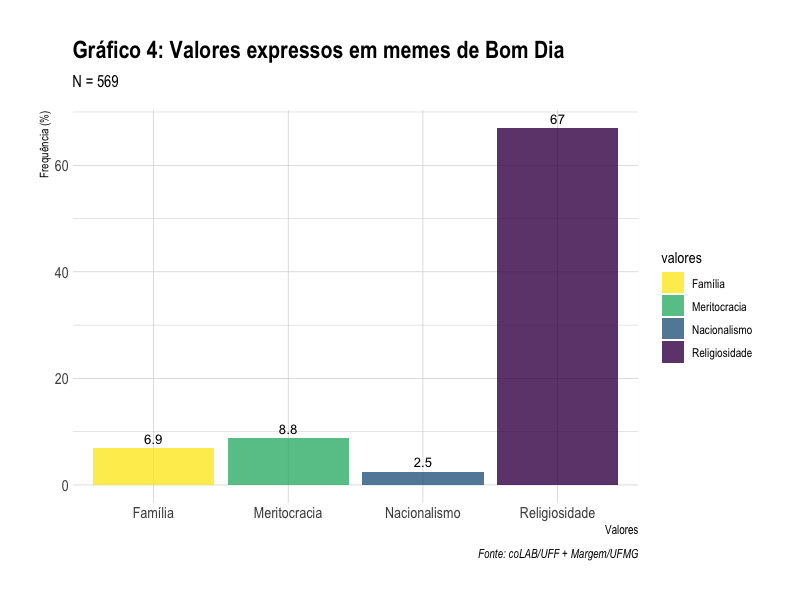 Gráfico 4: Valores expressos em memes de Bom Dia
N = 569
Frequência (%)
67
60
40
20
0
6.9
8.8
2.5
Família
Meritocracia
Nacionalismo
Religiosidade
Valores
valores
Família
Meritocracia
Nacionalismo
Religiosidade
Fonte: coLAB/UFF + Margem/UFMG